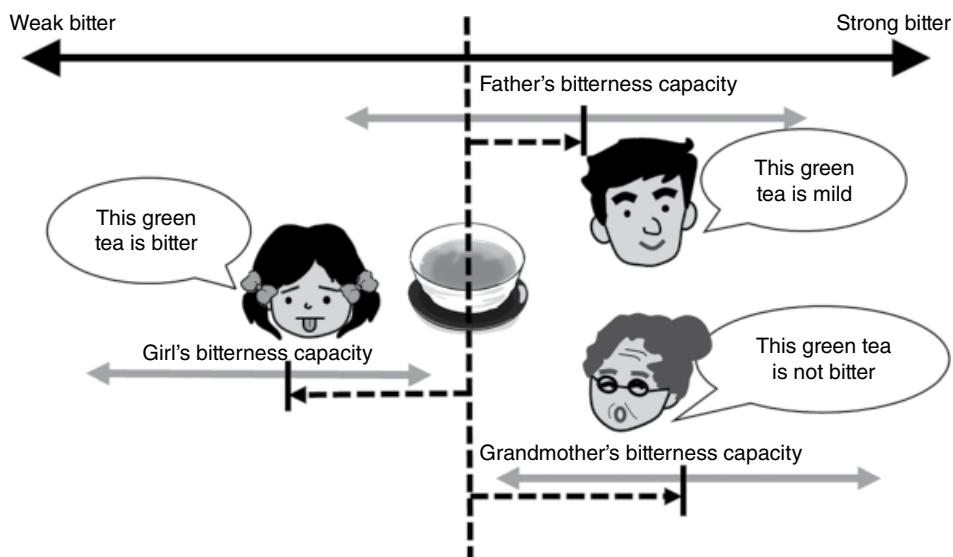 Weak bitter
Strong bitter
Father’s bitterness capacity
This green
tea is mild
This green
tea is bitter
Girl’s bitterness capacity
This green tea
is not bitter
Grandmother’s bitterness capacity